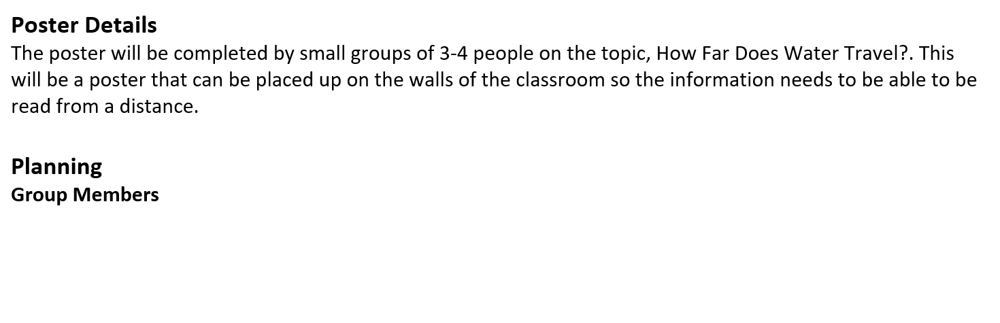 Poster Details
The poster will be completed by small groups of 3-4 people on the topic, How Far Does Water Travel?. This
will be a poster that can be placed up on the walls of the classroom so the information needs to be able to be
read from a distance.
Planning
Group Members